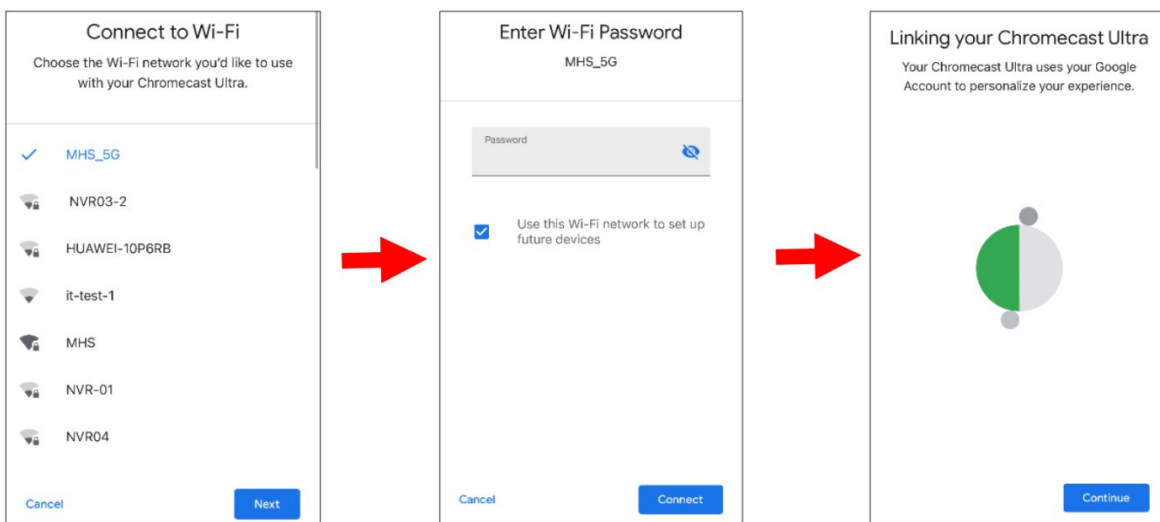 Connect to Wi-Fi
Choose the Wi-Fi network you'd like to use
with your Chromecast Ultra.
MHS_5G
NVR03-2
HUAWEI-10P6RB
it-test-1
MHS
NVR-01
NVR04
Cancel
Next
Enter Wi-Fi Password
MHS_5G
Password
Use this Wi-Fi network to set up
future devices
Cancel
Connect
Linking your Chromecast Ultra
Your Chromecast Ultra uses your Google
Account to personalize your experience.
Continue